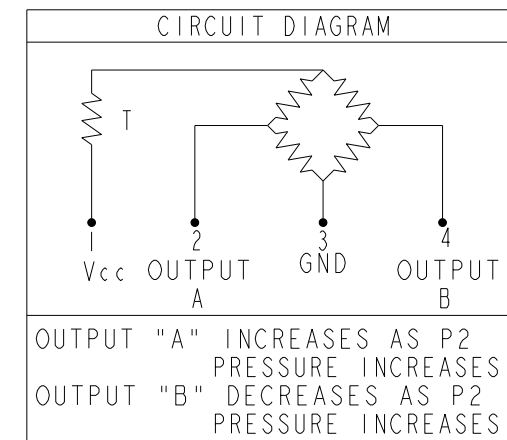 CIRCUIT DIAGRAM
T
1 2 3 4
Vcc OUTPUT A GND OUTPUT B
OUTPUT "A" INCREASES AS P2
PRESSURE INCREASES
OUTPUT "B" DECREASES AS P2
PRESSURE INCREASES